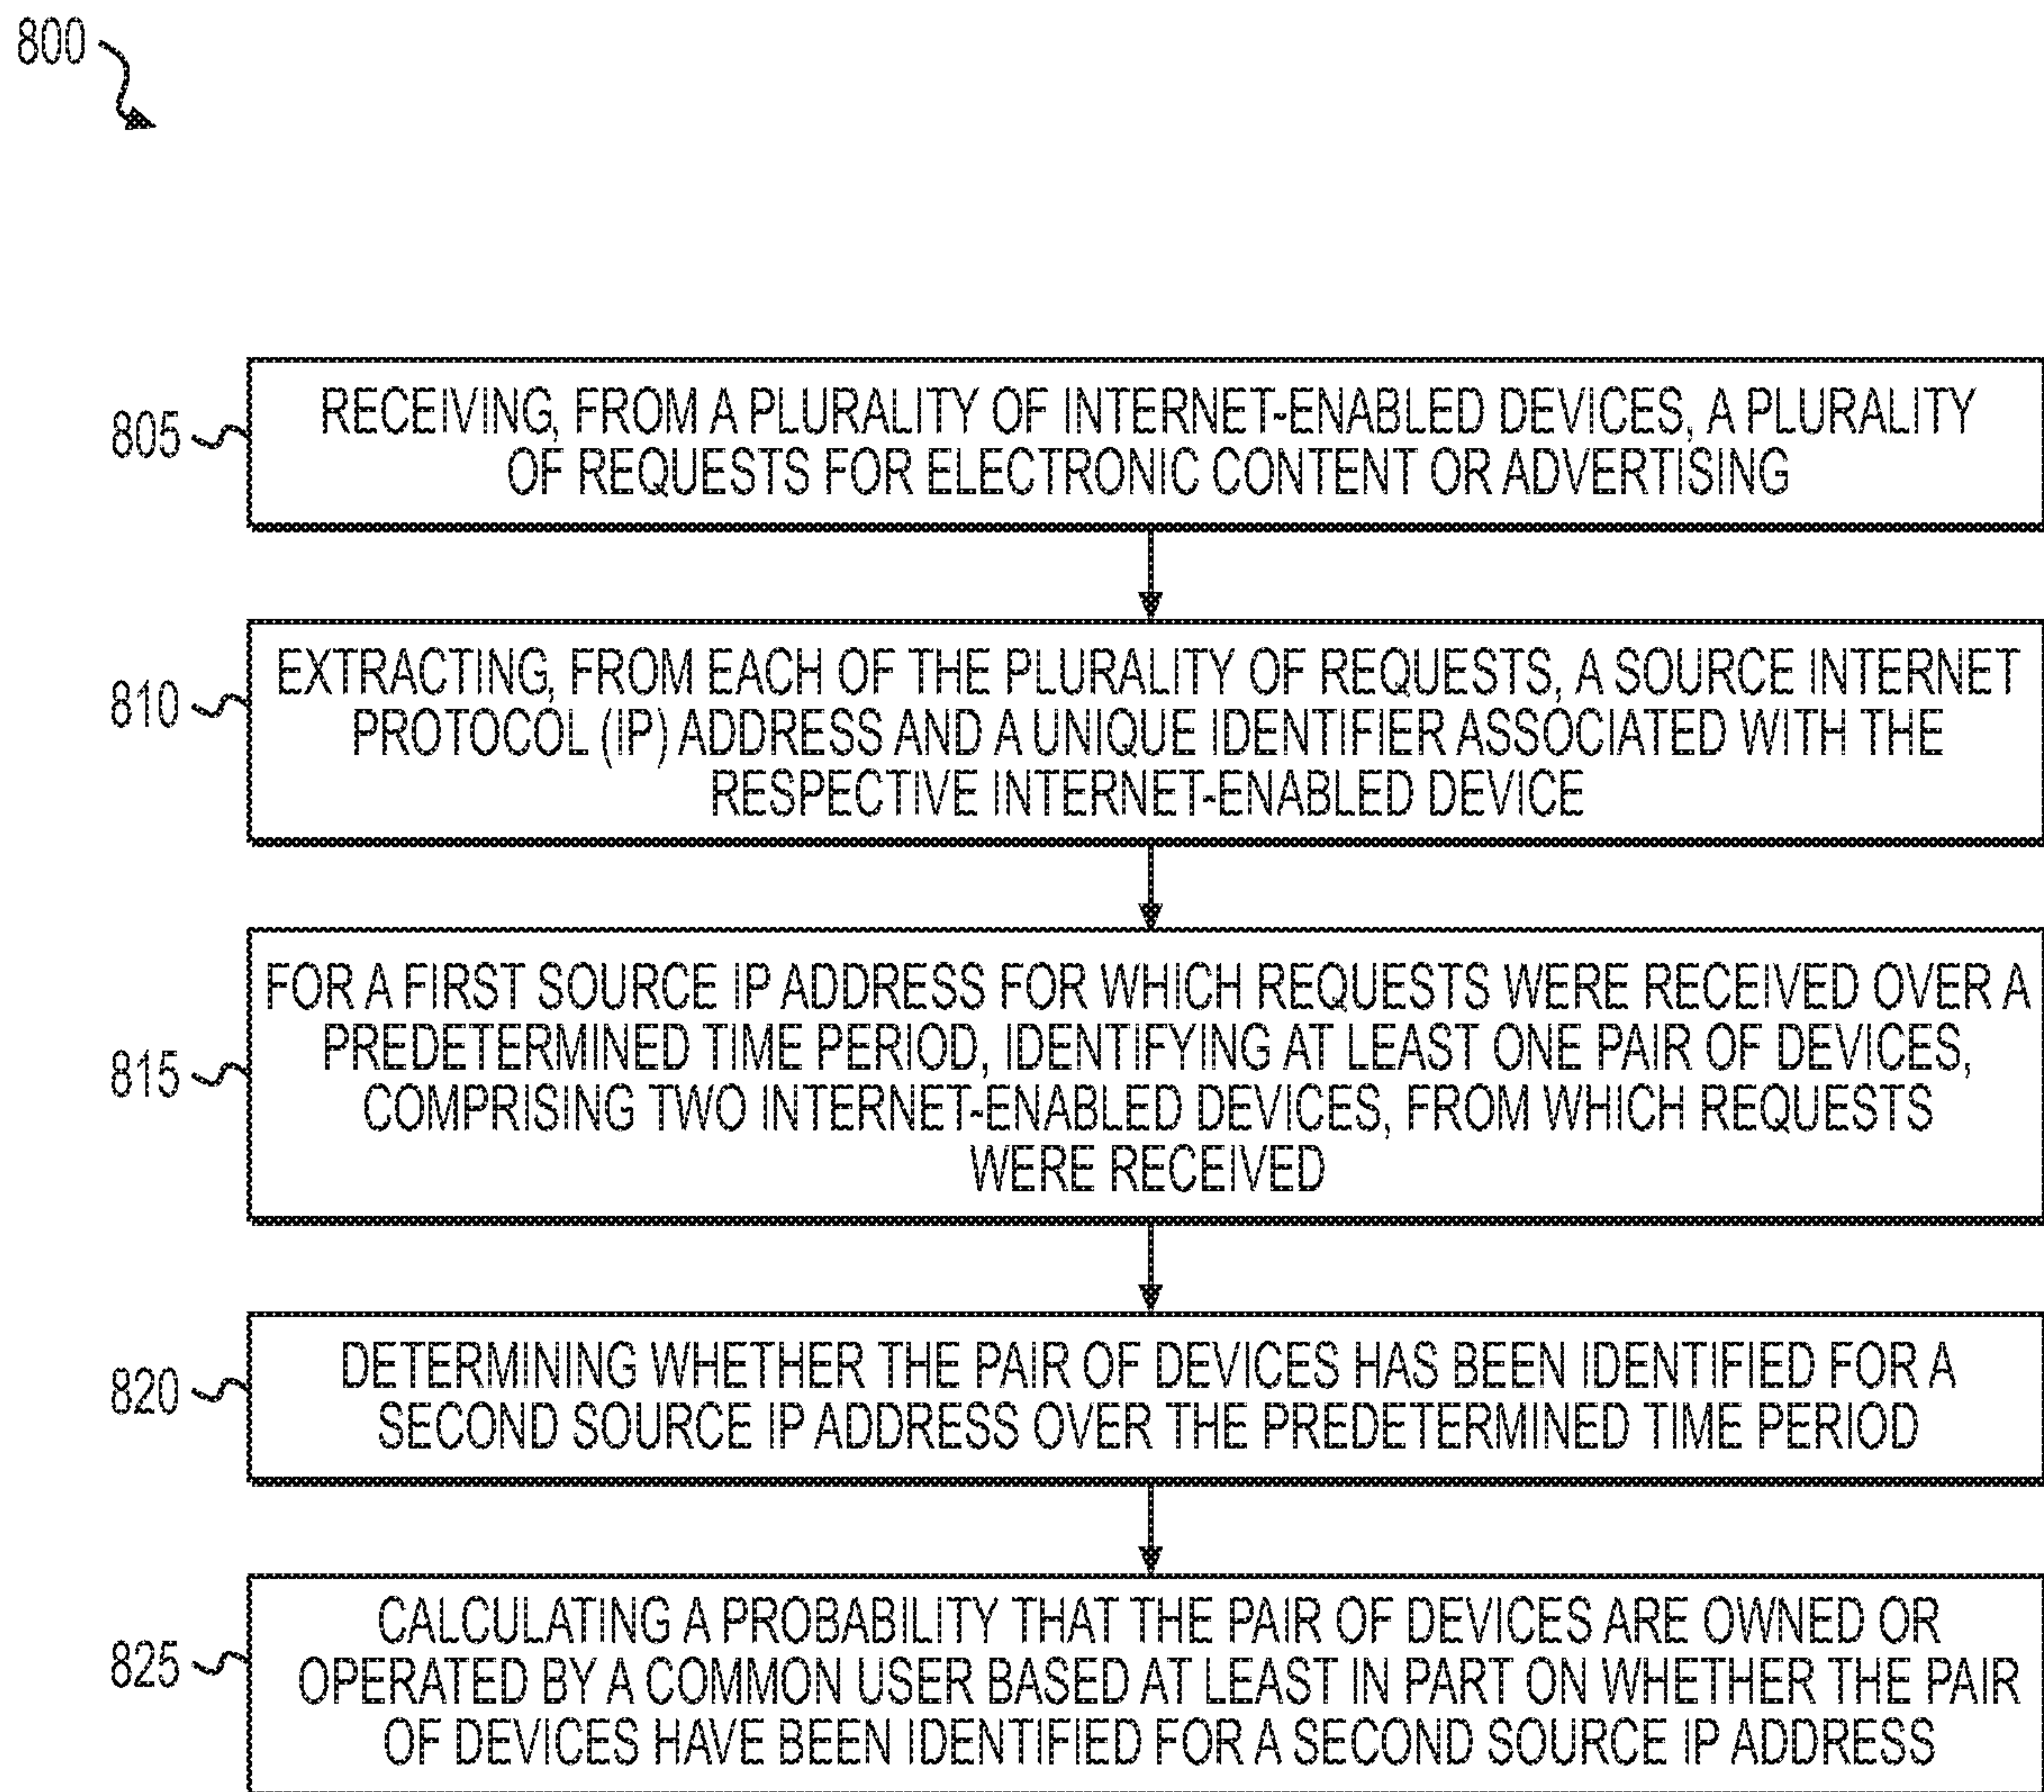 800
805
RECEIVING, FROM A PLURALITY OF INTERNET-ENABLED DEVICES, A PLURALITY
OF REQUESTS FOR ELECTRONIC CONTENT OR ADVERTISING
810
EXTRACTING, FROM EACH OF THE PLURALITY OF REQUESTS, A SOURCE INTERNET
PROTOCOL (IP) ADDRESS AND A UNIQUE IDENTIFIER ASSOCIATED WITH THE
RESPECTIVE INTERNET-ENABLED DEVICE
815
FOR A FIRST SOURCE IP ADDRESS FOR WHICH REQUESTS WERE RECEIVED OVER A
PREDETERMINED TIME PERIOD, IDENTIFYING AT LEAST ONE PAIR OF DEVICES,
COMPRISING TWO INTERNET-ENABLED DEVICES, FROM WHICH REQUESTS
WERE RECEIVED
820
DETERMINING WHETHER THE PAIR OF DEVICES HAS BEEN IDENTIFIED FOR A
SECOND SOURCE IP ADDRESS OVER THE PREDETERMINED TIME PERIOD
825
CALCULATING A PROBABILITY THAT THE PAIR OF DEVICES ARE OWNED OR
OPERATED BY A COMMON USER BASED AT LEAST IN PART ON WHETHER THE PAIR
OF DEVICES HAVE BEEN IDENTIFIED FOR A SECOND SOURCE IP ADDRESS